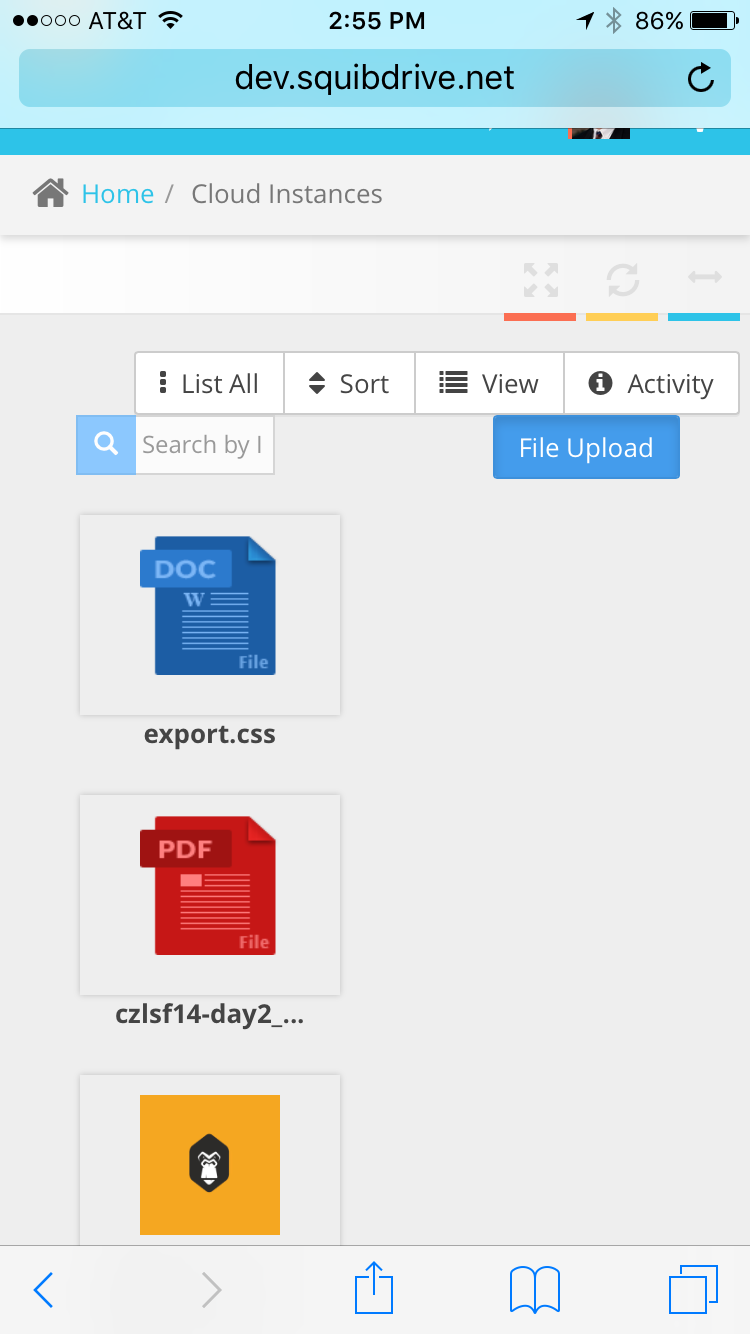 AT&T 2:55 PM 86%
dev.squibdrive.net
Home / Cloud Instances
List All Sort View Activity
Search by File Upload
DOC
W
File
export.css
PDF
File
czlsf14-day2_...